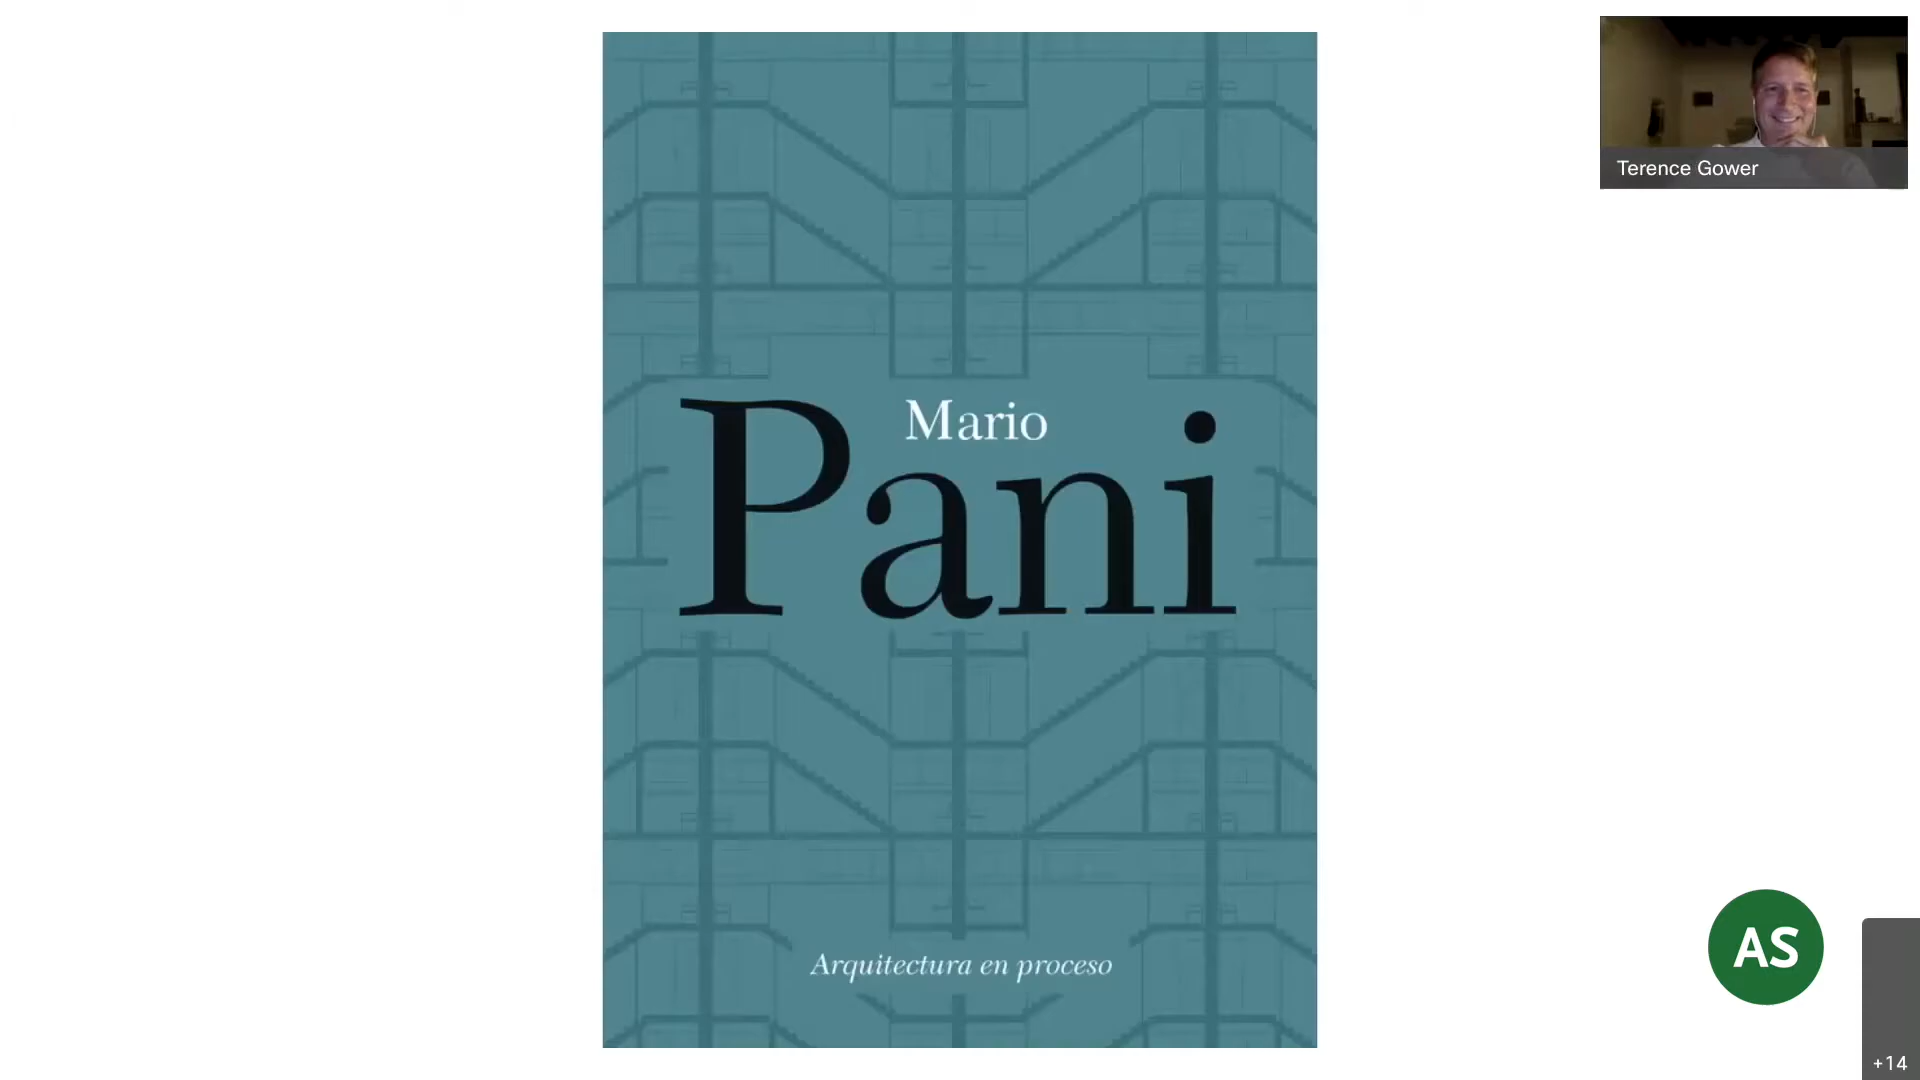 Mario
Pani
Arquitectura en proceso
Terence Gower
AS
+14